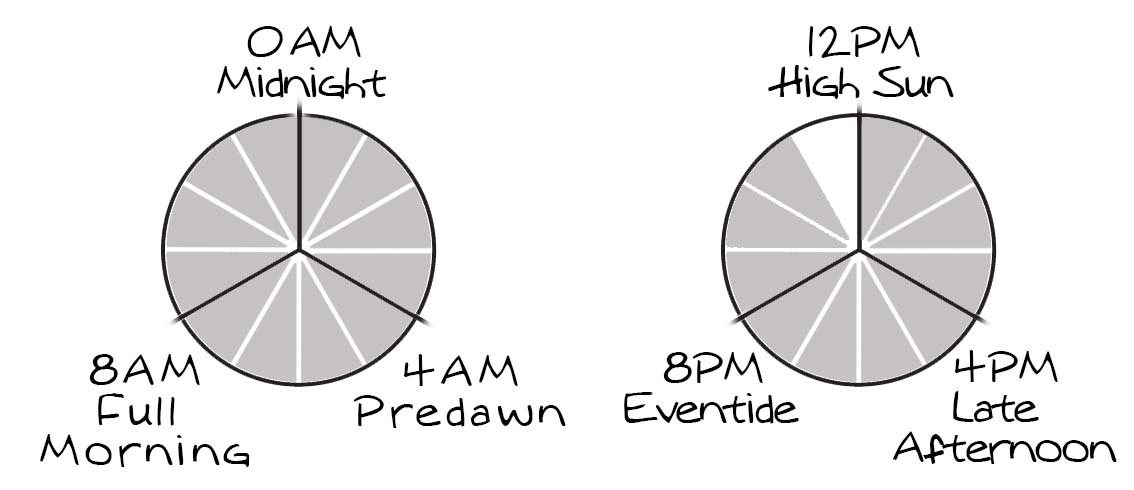 0AM
Midnight
8AM
Full
Morning
4AM
Predawn
12PM
High Sun
8PM
Eventide
4PM
Late
Afternoon